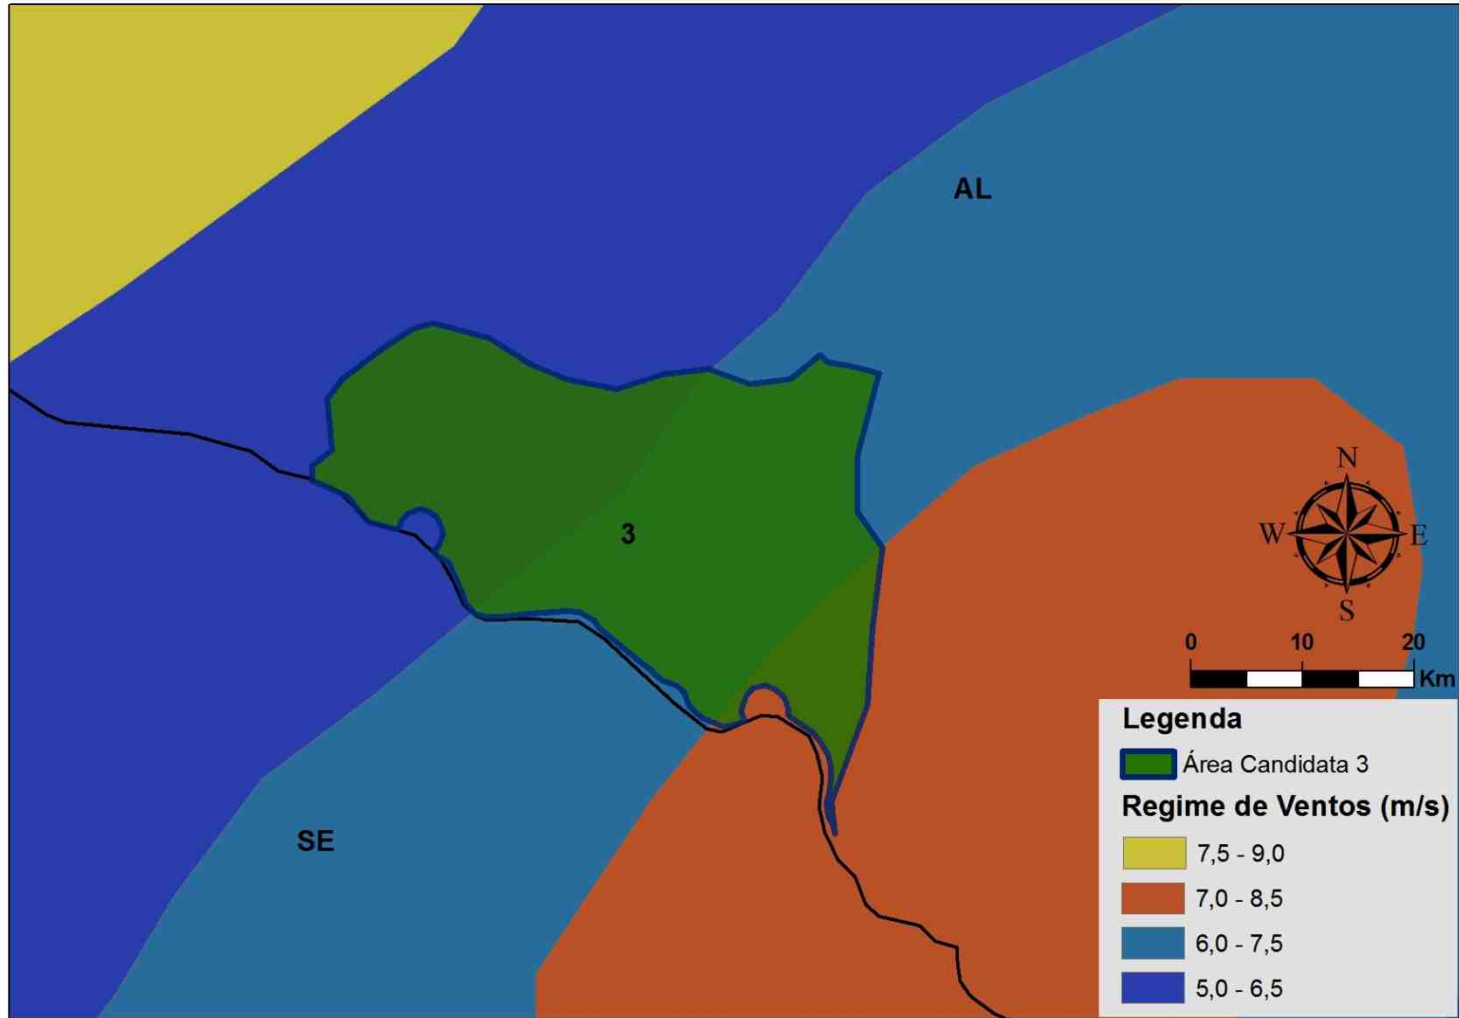 AL
3
SE
N
W E
S
0 10 20
Km
Legenda
Área Candidata 3
Regime de Ventos (m/s)
7,5 - 9,0
7,0 - 8,5
6,0 - 7,5
5,0 - 6,5